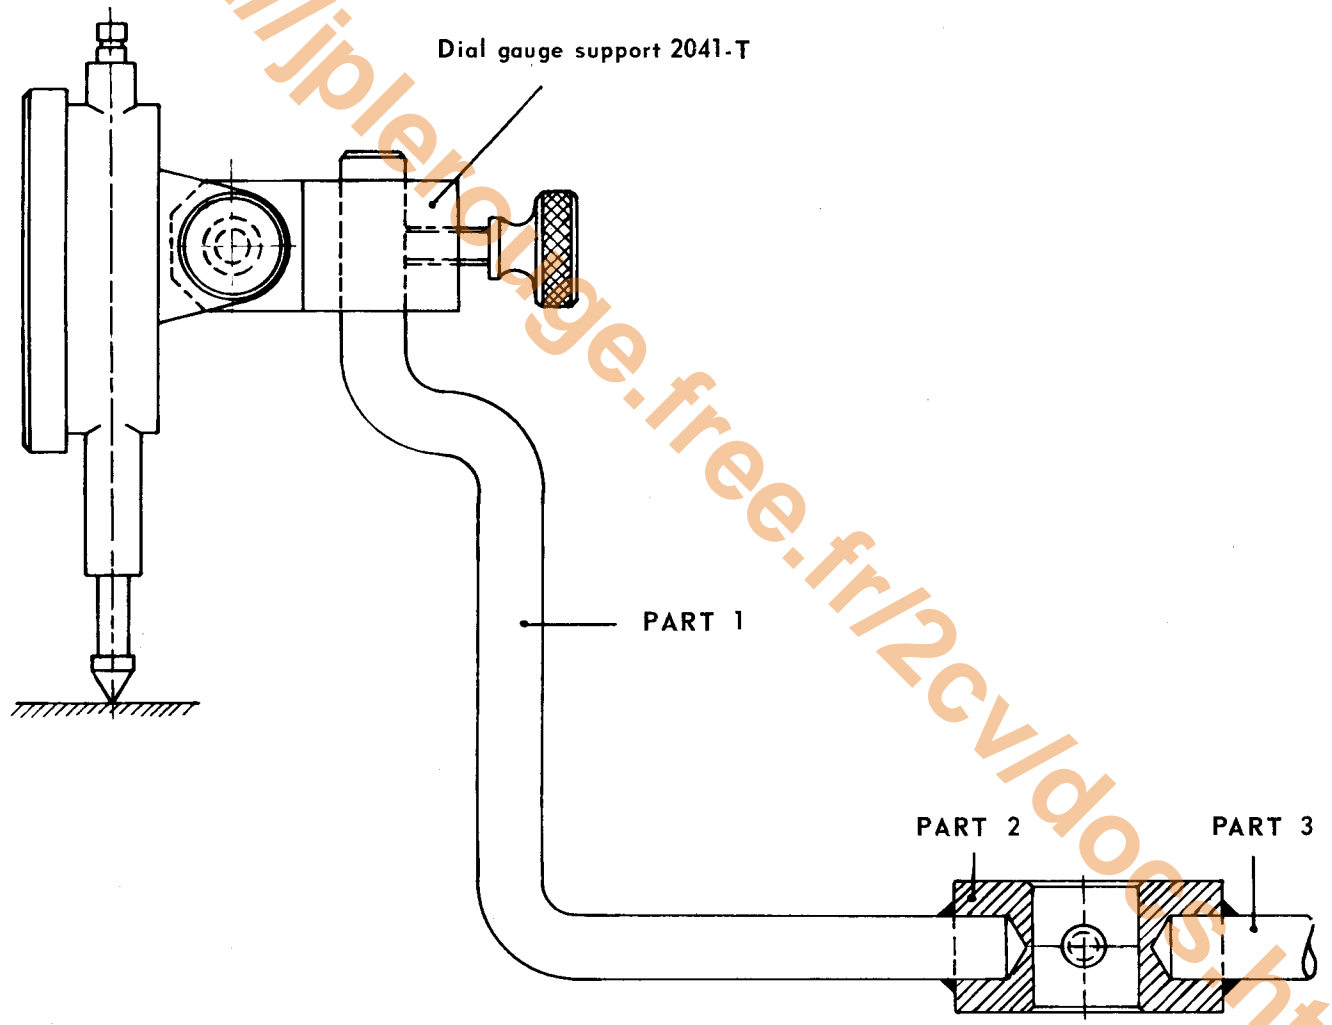 Dial gauge support 2041-T
PART 1
PART 2
PART 3
//jplerouge.free.fr/2cv/docs.ht